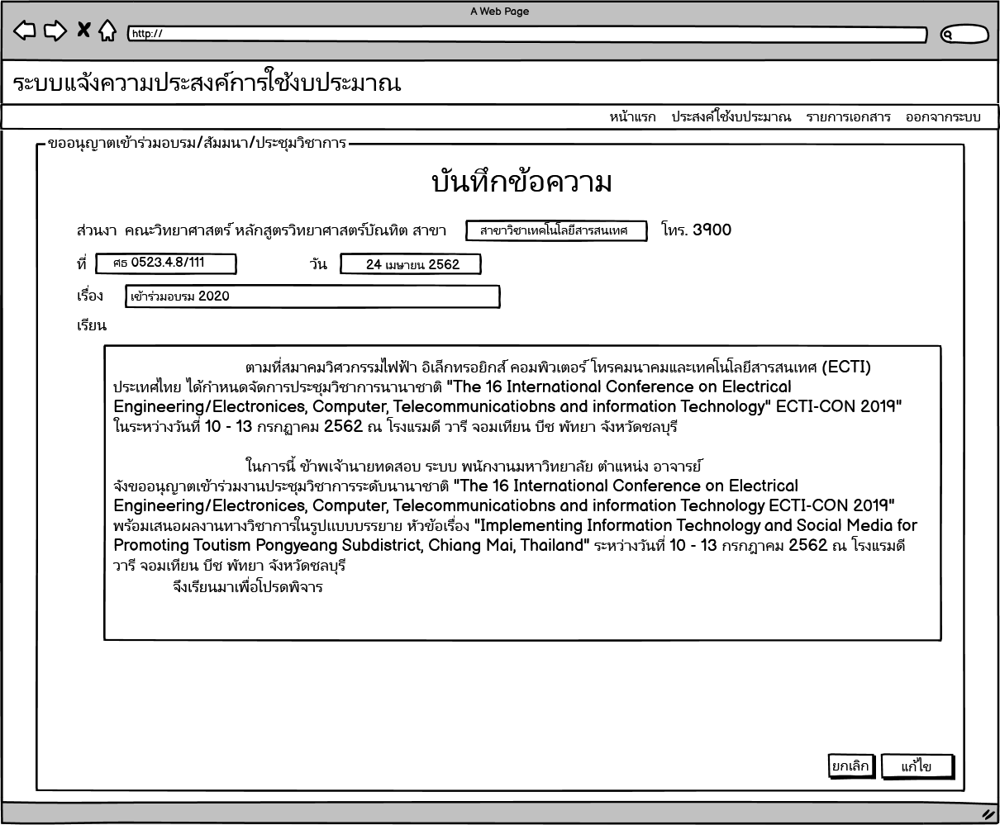 A Web Page
http://
ระบบแจ้งความประสงค์การใช้งบประมาณ
หน้าแรก ประสงค์ใช้งบประมาณ รายการเอกสาร ออกจากระบบ
ขออนุญาตเข้าร่วมอบรม/สัมมนา/ประชุมวิชาการ
บันทึกข้อความ
ส่วนงา คณะวิทยาศาสตร์ หลักสูตรวิทยาศาสตร์บัณฑิต สาขา สาขาวิชาเทคโนโลยีสารสนเทศ โทร. 3900
ที่ ศธ 0523.4.8/111 วัน 24 เมษายน 2562
เรื่อง เข้าร่วมอบรม 2020
เรียน
ตามที่สมาคมวิศวกรรมไฟฟ้า อิเล็กทรอยิกส์ คอมพิวเตอร์ โทรคมนาคมและเทคโนโลยีสารสนเทศ (ECTI)
ประเทศไทย ได้กำหนดจัดการประชุมวิชาการนานาชาติ "The 16 International Conference on Electrical
Engineering/Electronices, Computer, Telecommunicatiobns and information Technology" ECTI-CON 2019"
ในระหว่างวันที่ 10 - 13 กรกฏาคม 2562 ณ โรงแรมดี วารี จอมเทียน บีช พัทยา จังหวัดชลบุรี
ในการนี้ ข้าพเจ้านายทดสอบ ระบบ พนักงานมหาวิทยาลัย ตำแหน่ง อาจารย์
จังขออนุญาตเข้าร่วมงานประชุมวิชาการระดับนานาชาติ "The 16 International Conference on Electrical
Engineering/Electronices, Computer, Telecommunicatiobns and information Technology ECTI-CON 2019"
พร้อมเสนอผลงานทางวิชาการในรูปแบบบรรยาย หัวข้อเรื่อง "Implementing Information Technology and Social Media for
Promoting Toutism Pongyeang Subdistrict, Chiang Mai, Thailand" ระหว่างวันที่ 10 - 13 กรกฎาคม 2562 ณ โรงแรมดี
วารี จอมเทียน บีช พัทยา จังหวัดชลบุรี
จึงเรียนมาเพื่อโปรดพิจาร
ยกเลิก แก้ไข